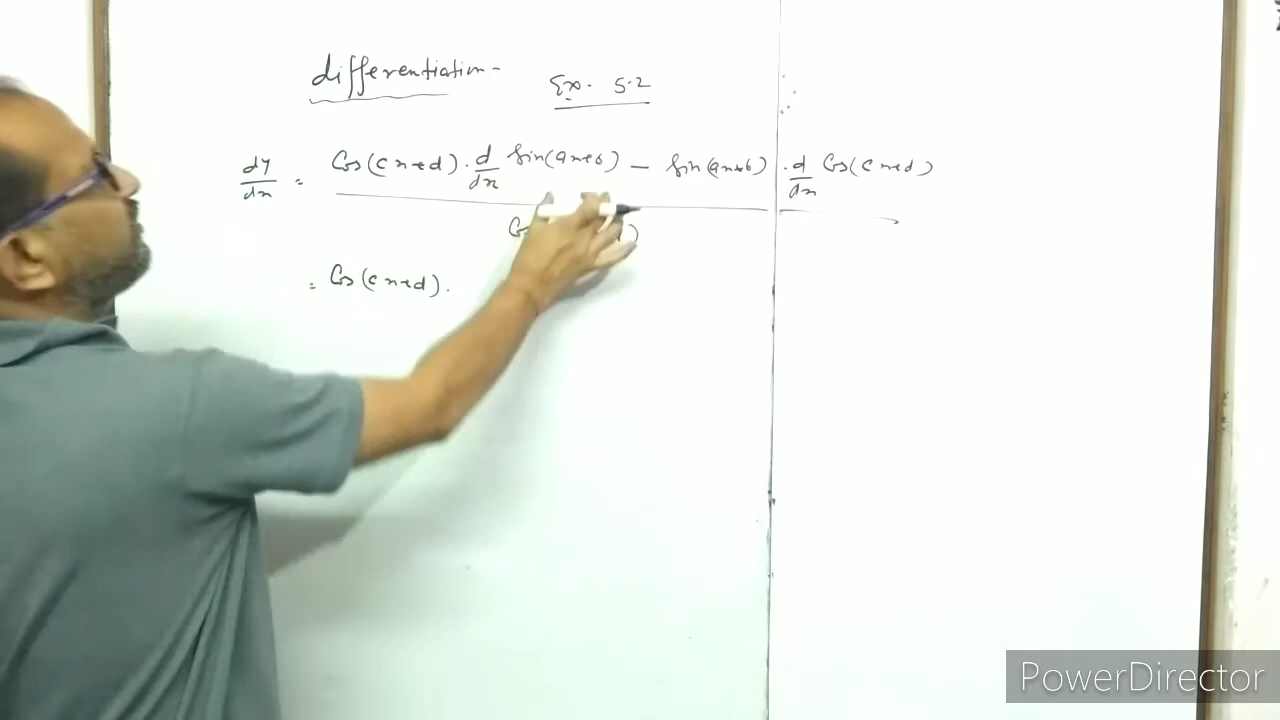 differentiation - Ex. 5.2
dy/dx = Cos(cx+d) . d/dx Sin(ax+b) - Sin(ax+b) . d/dx Cos(cx+d)
= Cos(cx+d).
PowerDirector